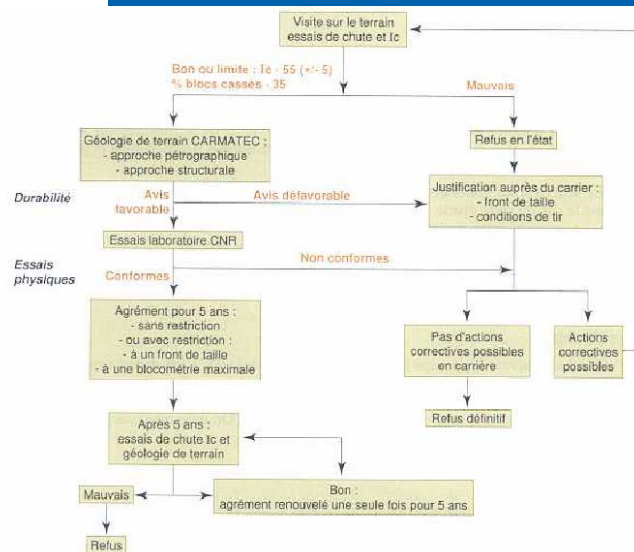 Visite sur le terrain
essais de chute et Ic
Bon ou limite : Ic - 55 (+/- 5)
% blocs cassés - 35
Mauvais
Géologie de terrain CARMATEC :
- approche pétrographique
- approche structurale
Refus en l'état
Durabilité
Avis
favorable
Avis défavorable
Justification auprès du carrier :
- front de taille
- conditions de tir
Essais laboratoire CNR
Essais
physiques
Conformes
Non conformes
Agrément pour 5 ans :
- sans restriction
- ou avec restriction :
- à un front de taille
- à une blocométrie maximale
Pas d'actions
correctives possibles
en carrière
Actions
correctives
possibles
Refus définitif
Après 5 ans :
essais de chute Ic et
géologie de terrain
Mauvais
Bon :
agrément renouvelé une seule fois pour 5 ans
Refus